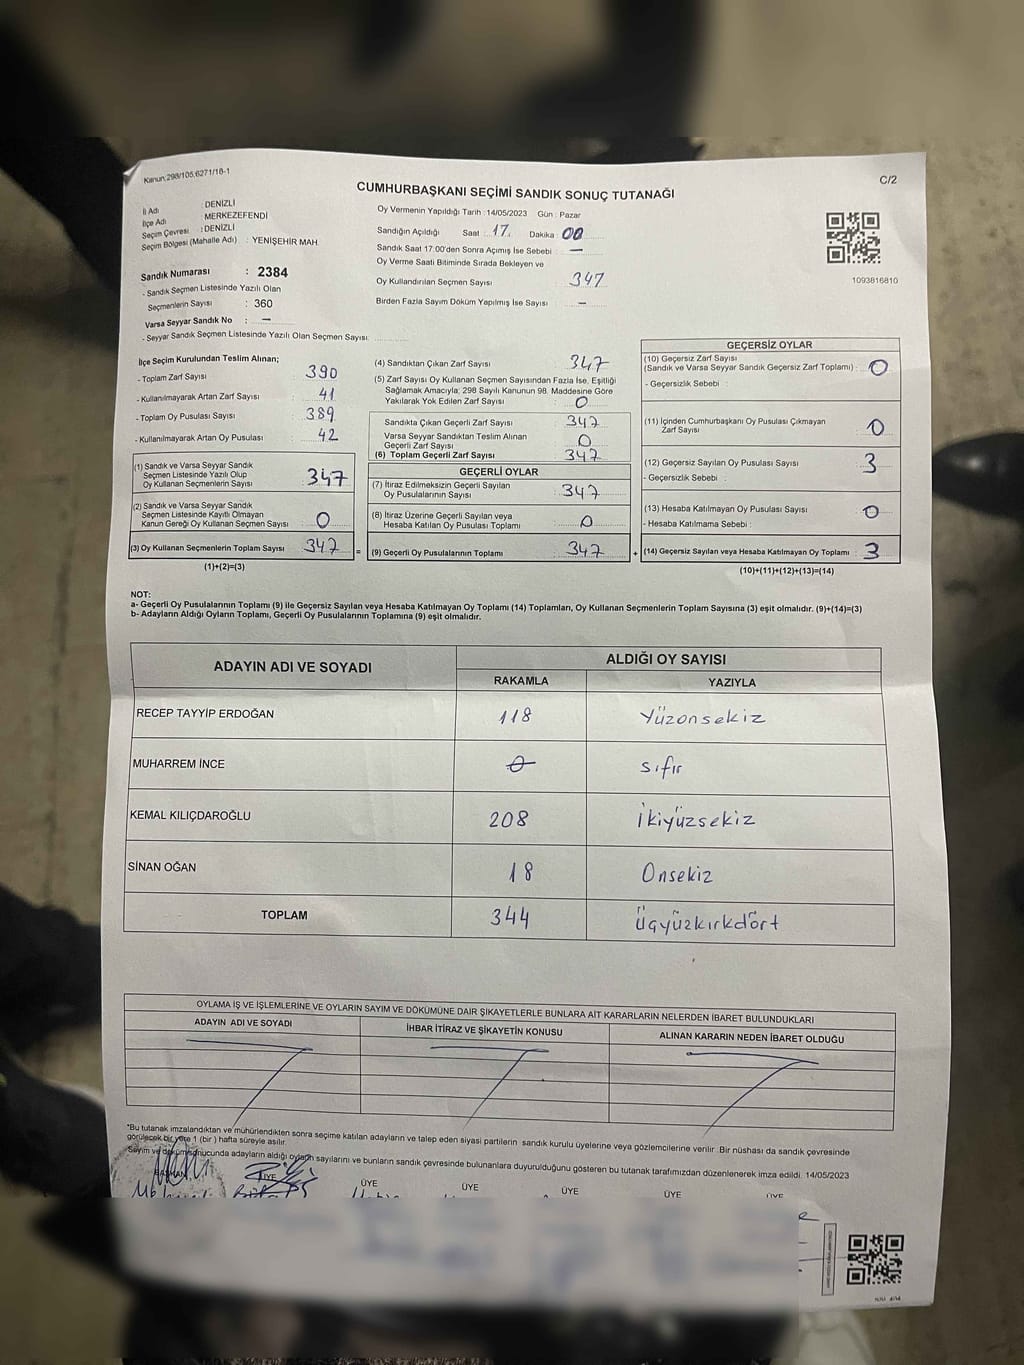 Kanun:298/105,6271/16-1
C/2
CUMHURBAŞKANI SEÇİMİ SANDIK SONUÇ TUTANAĞI
İl Adı : DENİZLİ
İlçe Adı : MERKEZEFENDİ
Seçim Çevresi : DENİZLİ
Seçim Bölgesi (Mahalle Adı) : YENİŞEHİR MAH.
Sandık Numarası : 2384
- Sandık Seçmen Listesinde Yazılı Olan
Seçmenlerin Sayısı : 360
Varsa Seyyar Sandık No : –
- Seyyar Sandık Seçmen Listesinde Yazılı Olan Seçmen Sayısı:
Oy Vermenin Yapıldığı Tarih : 14/05/2023 Gün : Pazar
Sandığın Açıldığı Saat 17. Dakika : 00
Sandık Saat 17:00'den Sonra Açımış İse Sebebi : –
Oy Verme Saati Bitiminde Sırada Bekleyen ve
Oy Kullandırılan Seçmen Sayısı : 347
Birden Fazla Sayım Döküm Yapılmış İse Sayısı : –
1093816810
İlçe Seçim Kurulundan Teslim Alınan;
- Toplam Zarf Sayısı : 390
- Kullanılmayarak Artan Zarf Sayısı : 41
- Toplam Oy Pusulası Sayısı : 389
- Kullanılmayarak Artan Oy Pusulası : 42
(1) Sandık ve Varsa Seyyar Sandık
Seçmen Listesinde Yazılı Olup
Oy Kullanan Seçmenlerin Sayısı : 347
(2) Sandık ve Varsa Seyyar Sandık
Seçmen Listesinde Kayıtlı Olmayan
Kanun Gereği Oy Kullanan Seçmen Sayısı : 0
(3) Oy Kullanan Seçmenlerin Toplam Sayısı : 347 =
(1)+(2)=(3)
(4) Sandıktan Çıkan Zarf Sayısı : 347
(5) Zarf Sayısı Oy Kullanan Seçmen Sayısından Fazla İse, Eşitliği
Sağlamak Amacıyla; 298 Sayılı Kanunun 98. Maddesine Göre
Yakılarak Yok Edilen Zarf Sayısı : 0
Sandıkta Çıkan Geçerli Zarf Sayısı : 347
Varsa Seyyar Sandıktan Teslim Alınan
Geçerli Zarf Sayısı : 0
(6) Toplam Geçerli Zarf Sayısı : 347
GEÇERLİ OYLAR
(7) İtiraz Edilmeksizin Geçerli Sayılan
Oy Pusulalarının Sayısı : 347
(8) İtiraz Üzerine Geçerli Sayılan veya
Hesaba Katılan Oy Pusulası Toplamı : 0
(9) Geçerli Oy Pusulalarının Toplamı : 347 +
GEÇERSİZ OYLAR
(10) Geçersiz Zarf Sayısı
(Sandık ve Varsa Seyyar Sandık Geçersiz Zarf Toplamı) : 0
- Geçersizlik Sebebi :
(11) İçinden Cumhurbaşkanı Oy Pusulası Çıkmayan
Zarf Sayısı : 0
(12) Geçersiz Sayılan Oy Pusulası Sayısı : 3
- Geçersizlik Sebebi :
(13) Hesaba Katılmayan Oy Pusulası Sayısı : 0
- Hesaba Katılmama Sebebi :
(14) Geçersiz Sayılan veya Hesaba Katılmayan Oy Toplamı : 3
(10)+(11)+(12)+(13)=(14)
NOT:
a- Geçerli Oy Pusulalarının Toplamı (9) ile Geçersiz Sayılan veya Hesaba Katılmayan Oy Toplamı (14) Toplamları, Oy Kullanan Seçmenlerin Toplam Sayısına (3) eşit olmalıdır. (9)+(14)=(3)
b- Adayların Aldığı Oyların Toplamı, Geçerli Oy Pusulalarının Toplamına (9) eşit olmalıdır.
ADAYIN ADI VE SOYADI ALDIĞI OY SAYISI
RAKAMLA YAZIYLA
RECEP TAYYİP ERDOĞAN 118 Yüzonsekiz
MUHARREM İNCE 0 sıfır
KEMAL KILIÇDAROĞLU 208 İkiyüzsekiz
SİNAN OĞAN 18 Onsekiz
TOPLAM 344 üçyüzkırkdört
OYLAMA İŞ VE İŞLEMLERİNE VE OYLARIN SAYIM VE DÖKÜMÜNE DAİR ŞİKAYETLERLE BUNLARA AİT KARARLARIN NELERDEN İBARET BULUNDUKLARI
ADAYIN ADI VE SOYADI İHBAR İTİRAZ VE ŞİKAYETİN KONUSU ALINAN KARARIN NEDEN İBARET OLDUĞU
*Bu tutanak imzalandıktan ve mühürlendikten sonra seçime katılan adayların ve talep eden siyasi partilerin sandık kurulu üyelerine veya gözlemcilerine verilir. Bir nüshası da sandık çevresinde
görülecek bir yere 1 (bir ) hafta süreyle asılır.
Sayım ve dökümü sonucunda adayların aldığı oyların sayılarını ve bunların sandık çevresinde bulunanlara duyurulduğunu gösteren bu tutanak tarafımızdan düzenlenerek imza edildi. 14/05/2023
BAŞKAN ÜYE ÜYE ÜYE ÜYE ÜYE ÜYE